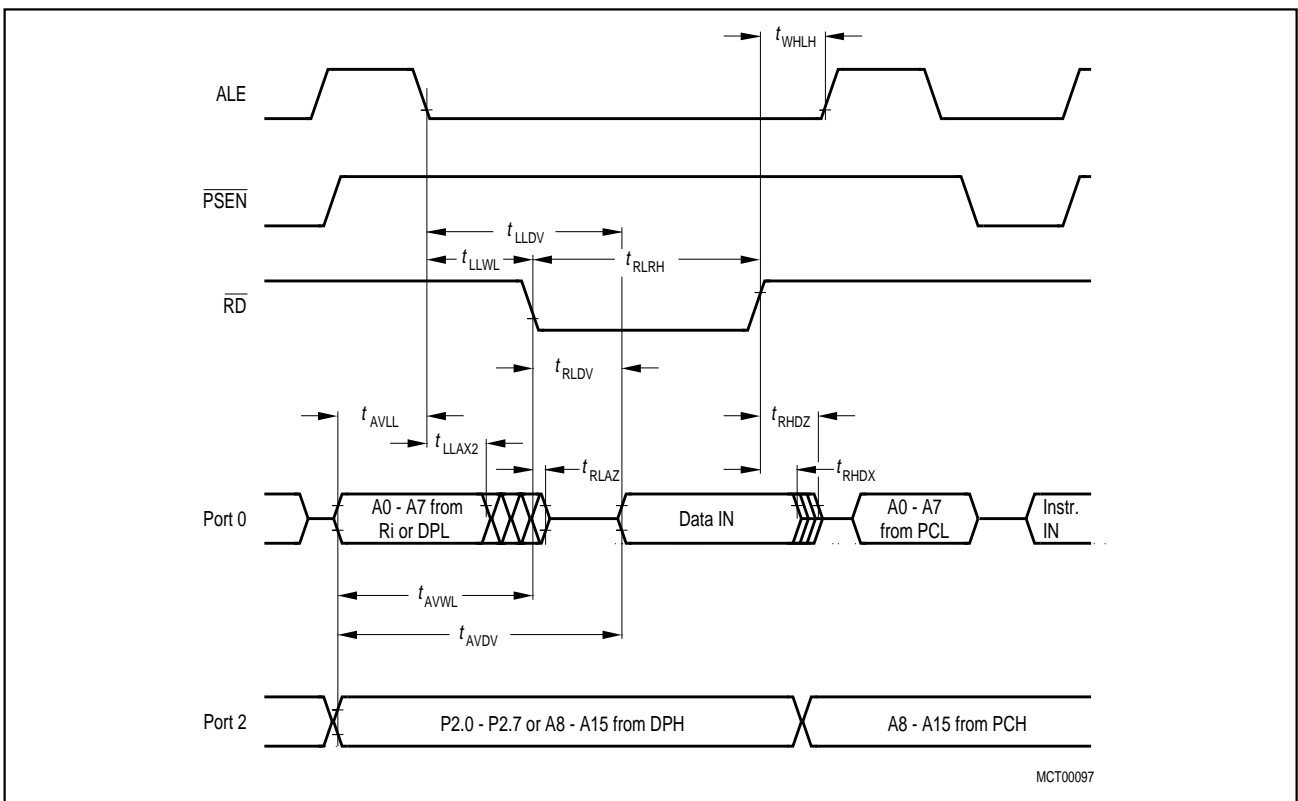 tWHLH
ALE
PSEN
tLLDV
tLLWL
tRLRH
RD
tRLDV
tAVLL
tRHDZ
tLLAX2
tRLAZ
tRHDX
Port 0
A0 - A7 from
Ri or DPL
Data IN
A0 - A7
from PCL
Instr.
IN
tAVWL
tAVDV
Port 2
P2.0 - P2.7 or A8 - A15 from DPH
A8 - A15 from PCH
MCT00097